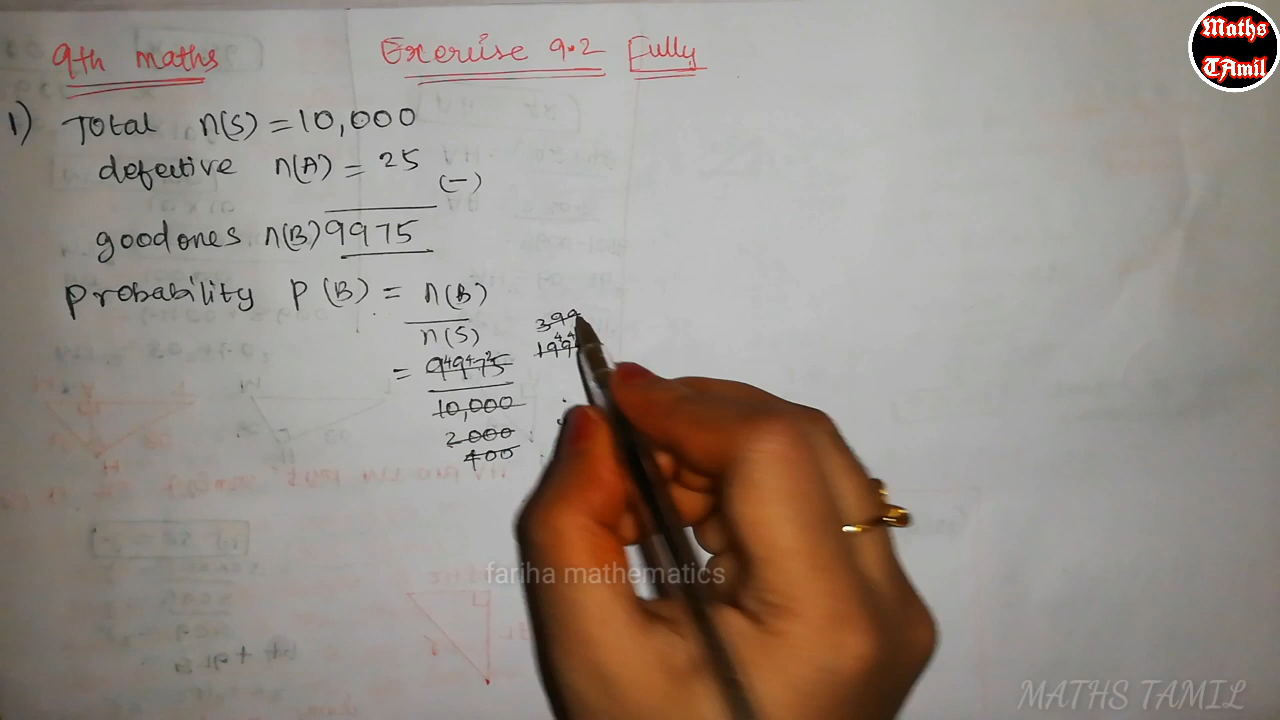 9th maths Exercise 9.2 Fully
Maths
TAmil
1) Total n(S) = 10,000
defective n(A) = 25
(-)
goodones n(B) 9975
probability P(B) = n(B)
n(S)
399
= 9975
10,000
2000
400
fariha mathematics
MATHS TAMIL